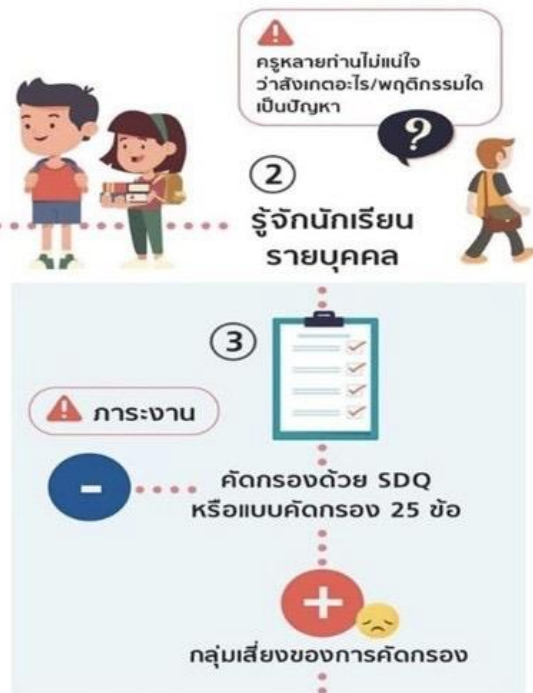 ครูหลายท่านไม่แน่ใจ
ว่าสังเกตอะไร/พฤติกรรมใด
เป็นปัญหา
?
2
รู้จักนักเรียน
รายบุคคล
3
ภาระงาน
-
คัดกรองด้วย SDQ
หรือแบบคัดกรอง 25 ข้อ
+
กลุ่มเสี่ยงของการคัดกรอง